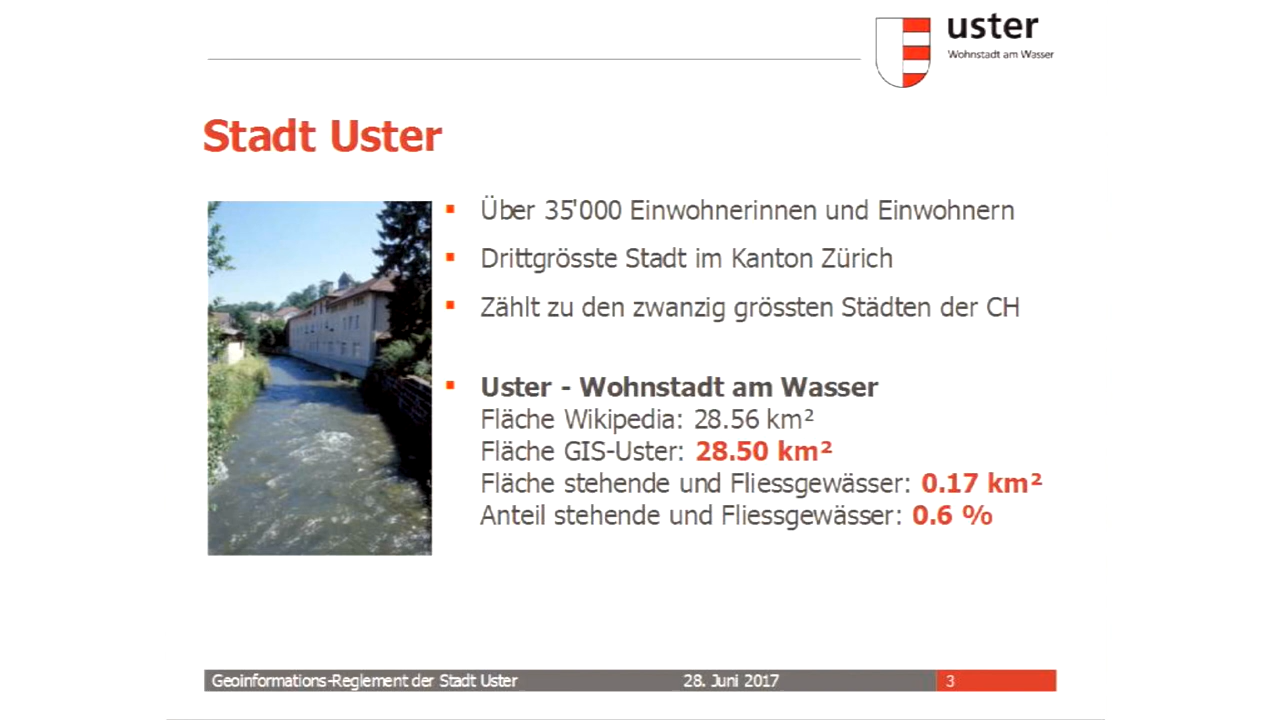 uster
Wohnstadt am Wasser
Stadt Uster
Über 35'000 Einwohnerinnen und Einwohnern
Drittgrösste Stadt im Kanton Zürich
Zählt zu den zwanzig grössten Städten der CH
Uster - Wohnstadt am Wasser
Fläche Wikipedia: 28.56 km²
Fläche GIS-Uster: 28.50 km²
Fläche stehende und Fliessgewässer: 0.17 km²
Anteil stehende und Fliessgewässer: 0.6 %
Geoinformations-Reglement der Stadt Uster 28. Juni 2017 3